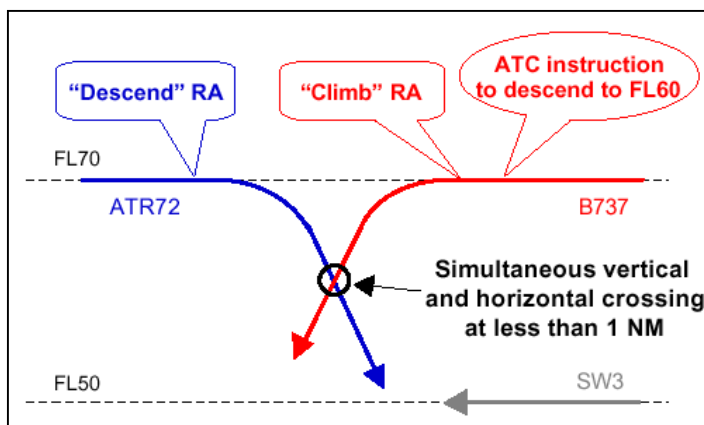 “Descend” RA
“Climb” RA
ATC instruction
to descend to FL60
FL70
ATR72
B737
Simultaneous vertical
and horizontal crossing
at less than 1 NM
FL50
SW3